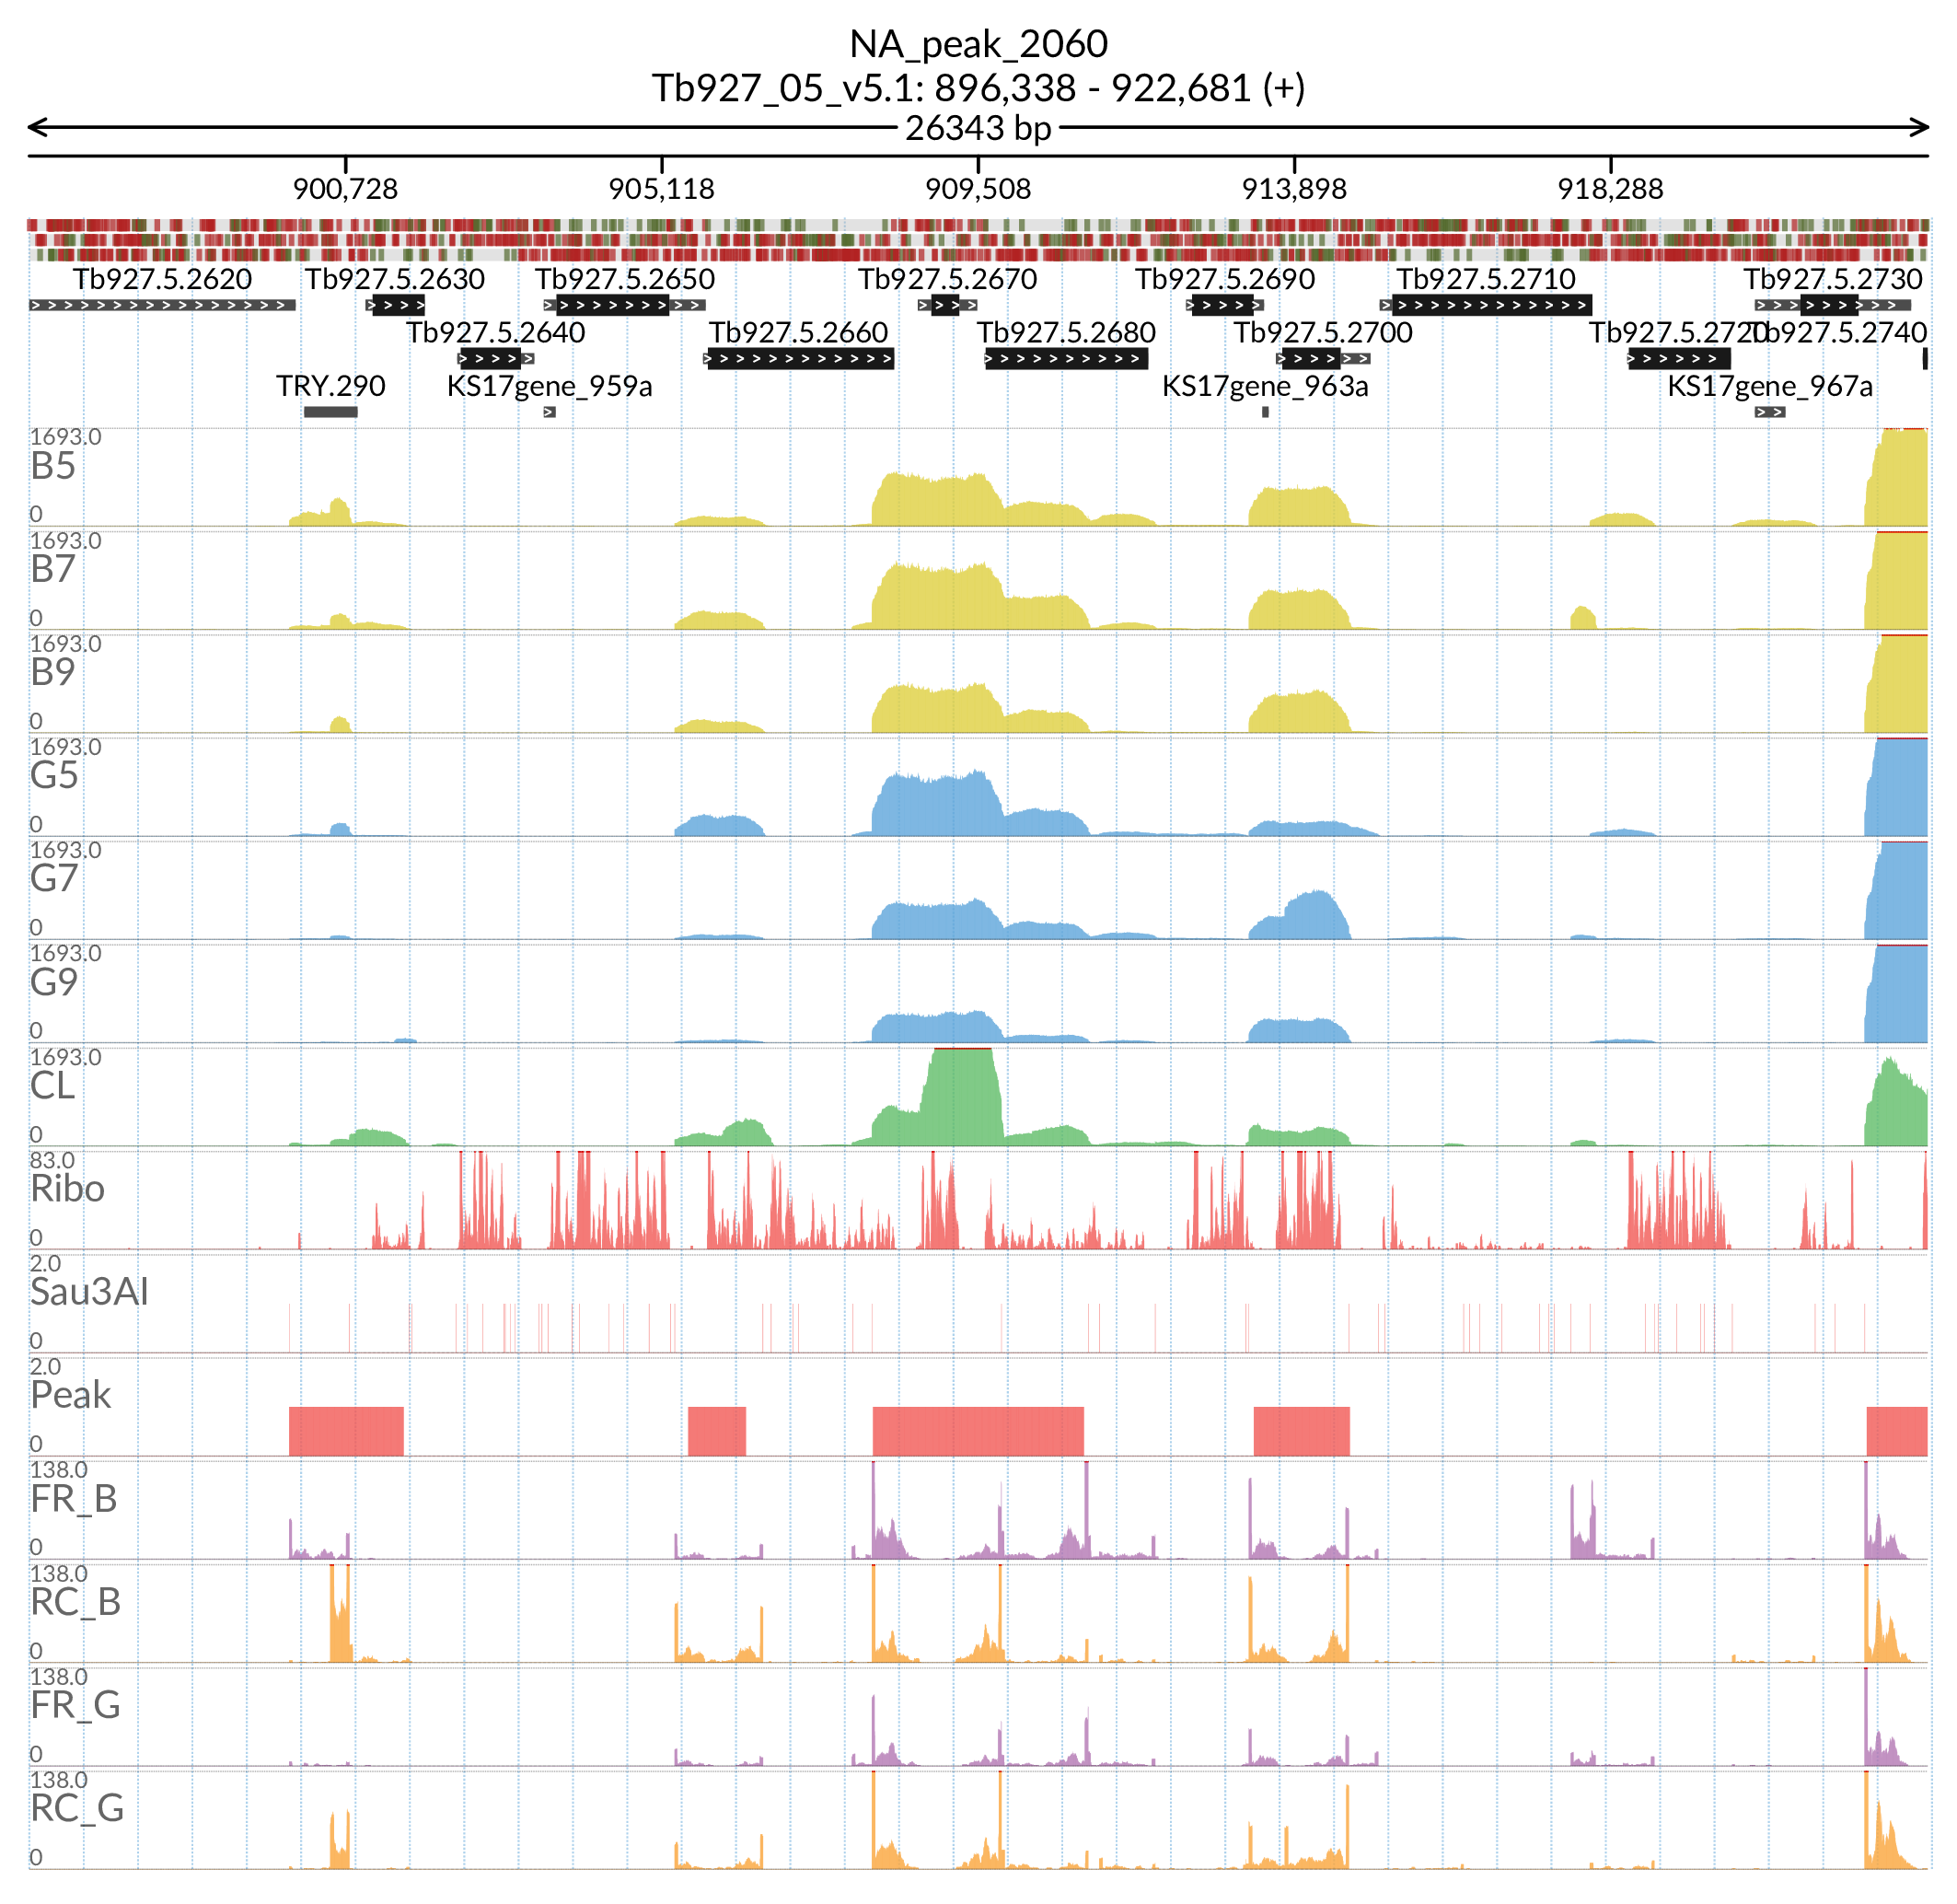 NA_peak_2060
Tb927_05_v5.1: 896,338 - 922,681 (+)
26343 bp
900,728 905,118 909,508 913,898 918,288
Tb927.5.2620 Tb927.5.2630 Tb927.5.2650 Tb927.5.2670 Tb927.5.2690 Tb927.5.2710 Tb927.5.2730
Tb927.5.2640 Tb927.5.2660 Tb927.5.2680 Tb927.5.2700 Tb927.5.2720 Tb927.5.2740
TRY.290 KS17gene_959a KS17gene_963a KS17gene_967a
1693.0
B5
0
1693.0
B7
0
1693.0
B9
0
1693.0
G5
0
1693.0
G7
0
1693.0
G9
0
1693.0
CL
0
83.0
Ribo
0
2.0
Sau3AI
0
2.0
Peak
0
138.0
FR_B
0
138.0
RC_B
0
138.0
FR_G
0
138.0
RC_G
0